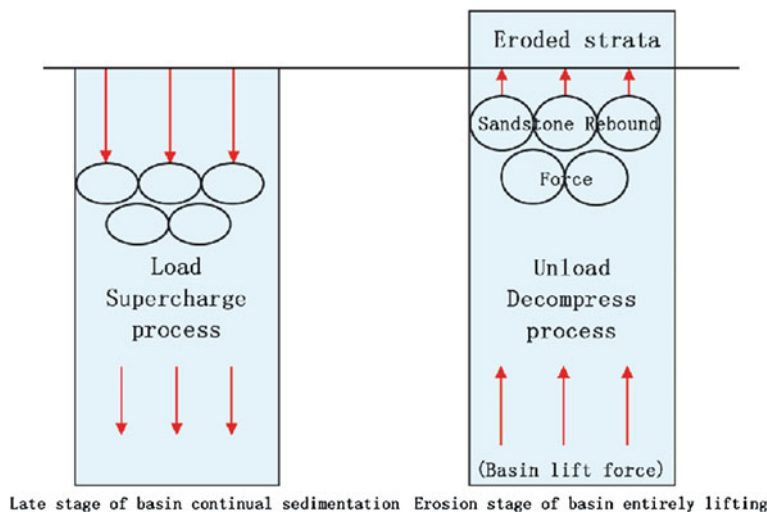 Load
Supercharge
process
Late stage of basin continual sedimentation
Eroded strata
Sandstone Rebound
Force
Unload
Decompress
process
(Basin lift force)
Erosion stage of basin entirely lifting